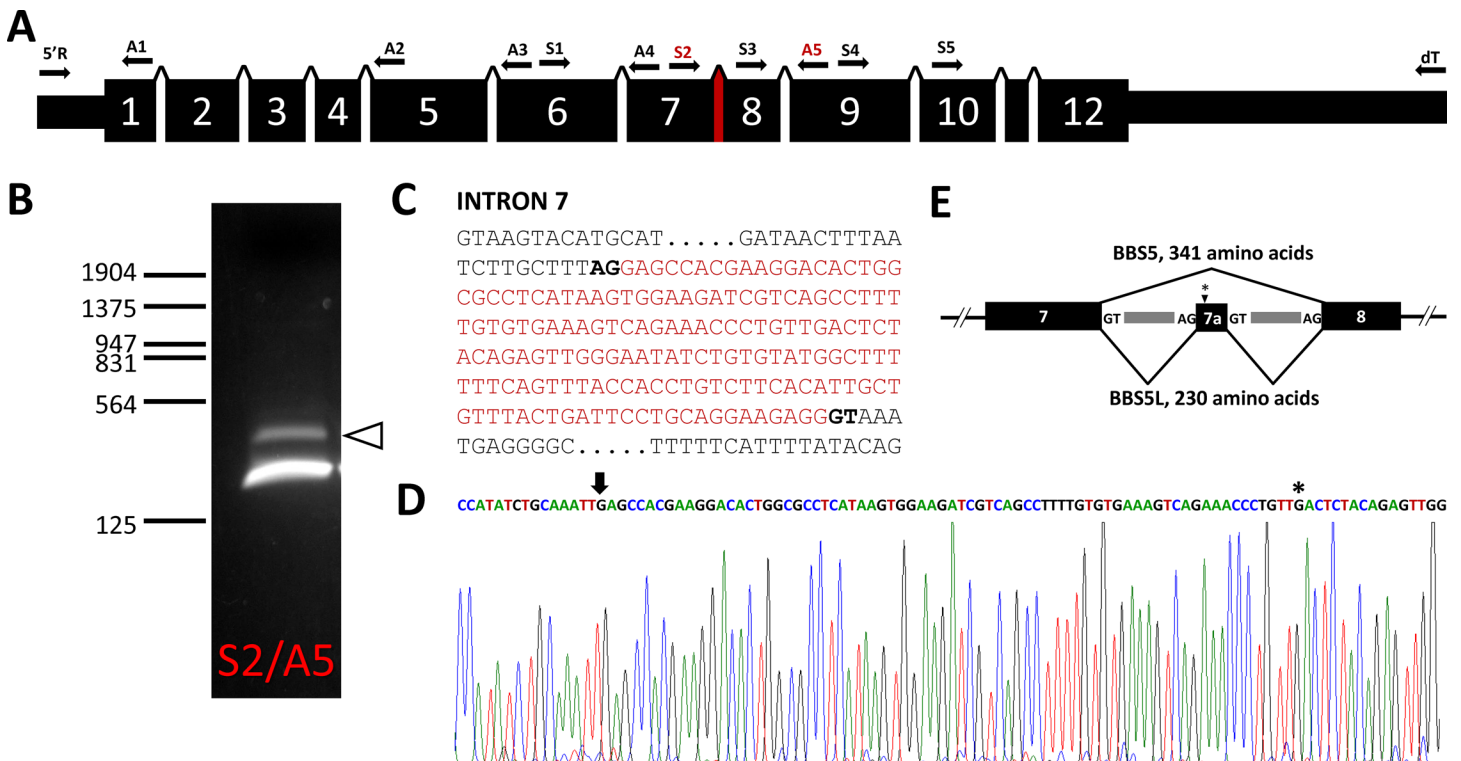 A
5'R A1 A2 A3 S1 A4 S2 S3 A5 S4 S5 dT
1 2 3 4 5 6 7 8 9 10 12
B
1904
1375
947
831
564
125
S2/A5
C
INTRON 7
GTAAGTACATGCAT.....GATAACTTTAA
TCTTGCTTTAGGAGCCACGAAGGACACTGG
CGCCTCATAAGTGGAAGATCGTCAGCCTTT
TGTGTGAAAGTCAGAAACCCTGTTGACTCT
ACAGAGTTGGGAATATCTGTGTATGGCTTT
TTTCAGTTTACCACCTGTCTTCACATTGCT
GTTTACTGATTCCTGCAGGAAGAGGGTAAA
TGAGGGGC.....TTTTTCATTTTATACAG
D
*
CCATATCTGCAAATTGAGCCACGAAGGACACTGGCGCCTCATAAGTGGAAGATCGTCAGCCTTTTGTGTGAAAGTCAGAAACCCTGTTGACTCTACAGAGTTGG
E
BBS5, 341 amino acids
*
7 GT AG 7a GT AG 8
BBS5L, 230 amino acids